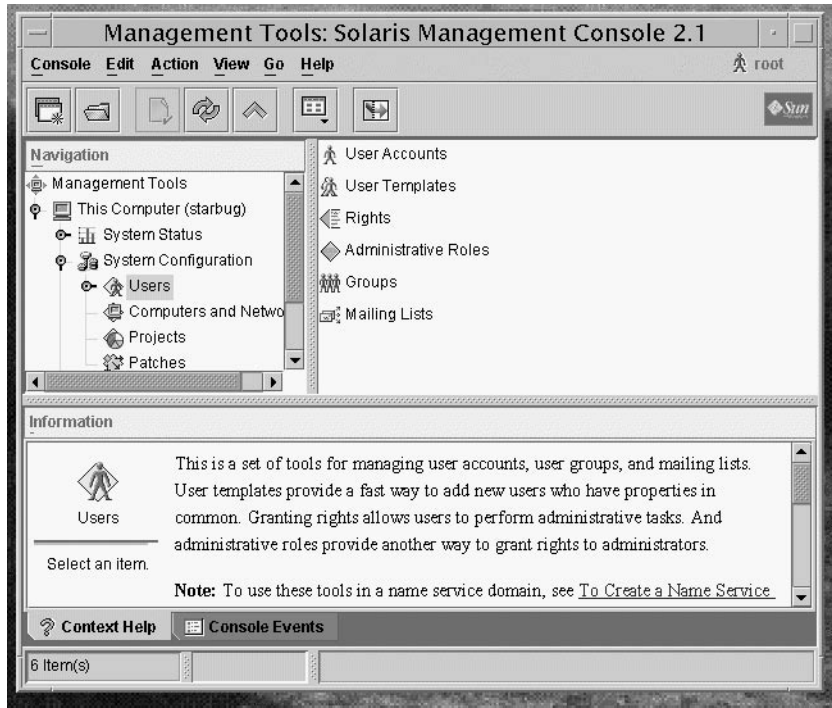 Management Tools: Solaris Management Console 2.1
Console Edit Action View Go Help
root
Sun
Navigation
Management Tools
This Computer (starbug)
System Status
System Configuration
Users
Computers and Netwo
Projects
Patches
User Accounts
User Templates
Rights
Administrative Roles
Groups
Mailing Lists
Information
Users
Select an item.
This is a set of tools for managing user accounts, user groups, and mailing lists.
User templates provide a fast way to add new users who have properties in
common. Granting rights allows users to perform administrative tasks. And
administrative roles provide another way to grant rights to administrators.
Note: To use these tools in a name service domain, see To Create a Name Service
Context Help
Console Events
6 Item(s)